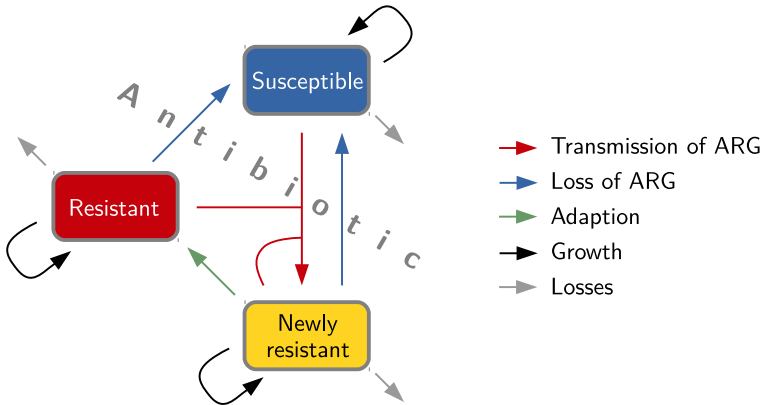 Susceptible
Antibiotic
Resistant
Newly
resistant
Transmission of ARG
Loss of ARG
Adaption
Growth
Losses